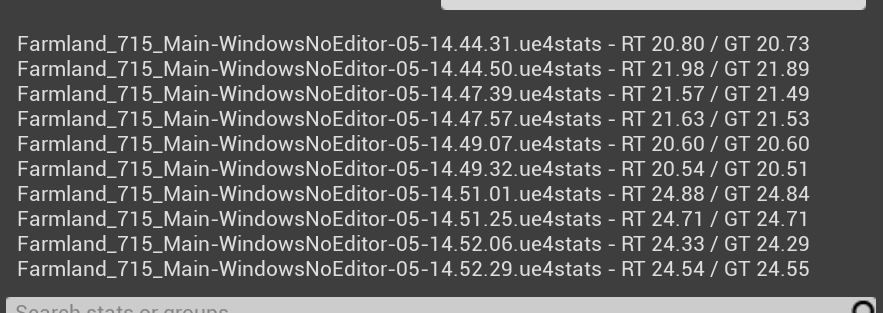 Farmland_715_Main-WindowsNoEditor-05-14.44.31.ue4stats - RT 20.80 / GT 20.73
Farmland_715_Main-WindowsNoEditor-05-14.44.50.ue4stats - RT 21.98 / GT 21.89
Farmland_715_Main-WindowsNoEditor-05-14.47.39.ue4stats - RT 21.57 / GT 21.49
Farmland_715_Main-WindowsNoEditor-05-14.47.57.ue4stats - RT 21.63 / GT 21.53
Farmland_715_Main-WindowsNoEditor-05-14.49.07.ue4stats - RT 20.60 / GT 20.60
Farmland_715_Main-WindowsNoEditor-05-14.49.32.ue4stats - RT 20.54 / GT 20.51
Farmland_715_Main-WindowsNoEditor-05-14.51.01.ue4stats - RT 24.88 / GT 24.84
Farmland_715_Main-WindowsNoEditor-05-14.51.25.ue4stats - RT 24.71 / GT 24.71
Farmland_715_Main-WindowsNoEditor-05-14.52.06.ue4stats - RT 24.33 / GT 24.29
Farmland_715_Main-WindowsNoEditor-05-14.52.29.ue4stats - RT 24.54 / GT 24.55
Search stats or groups